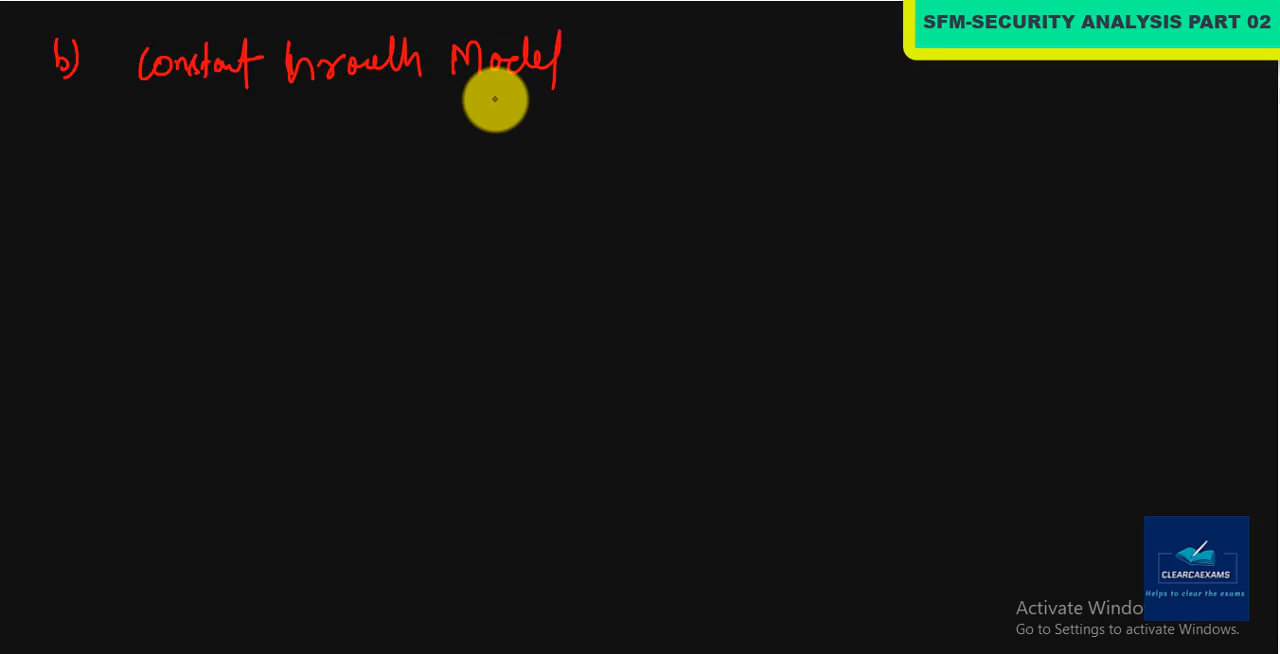 SFM-SECURITY ANALYSIS PART 02
b) Constant Growth Model
CLEARCAEXAMS
Helps to clear the exams
Activate Windo
Go to Settings to activate Windows.